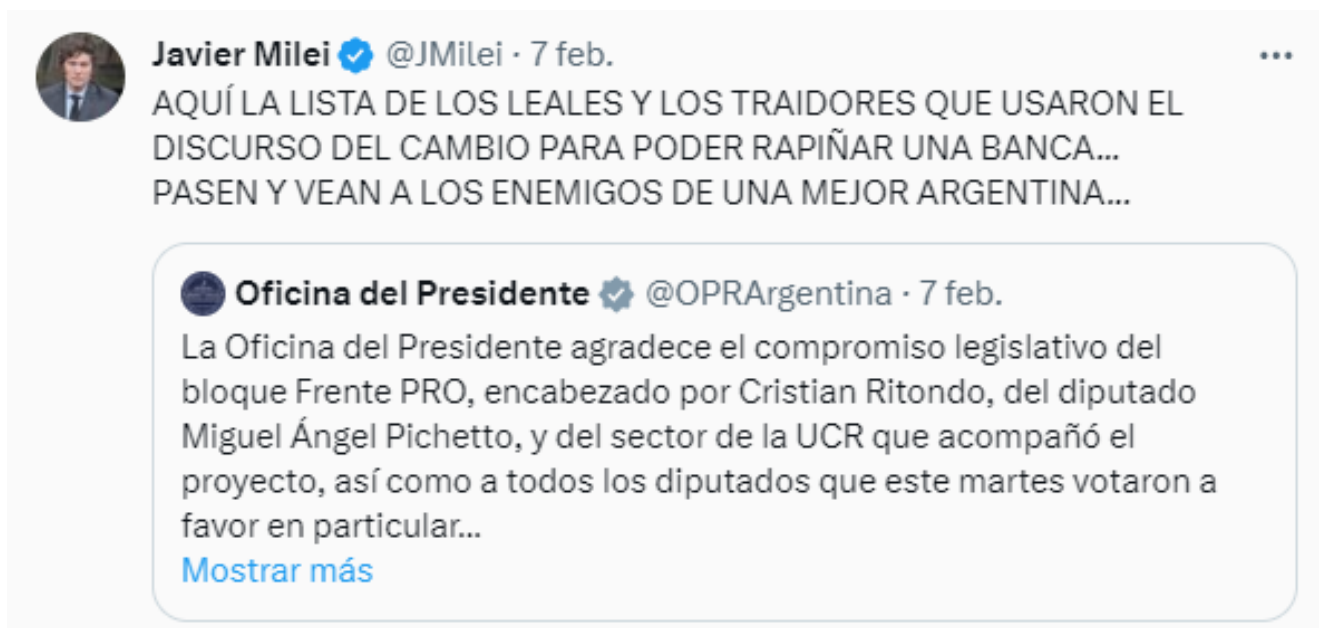 Javier Milei @JMilei · 7 feb.
AQUÍ LA LISTA DE LOS LEALES Y LOS TRAIDORES QUE USARON EL
DISCURSO DEL CAMBIO PARA PODER RAPIÑAR UNA BANCA...
PASEN Y VEAN A LOS ENEMIGOS DE UNA MEJOR ARGENTINA...
Oficina del Presidente @OPRArgentina · 7 feb.
La Oficina del Presidente agradece el compromiso legislativo del
bloque Frente PRO, encabezado por Cristian Ritondo, del diputado
Miguel Ángel Pichetto, y del sector de la UCR que acompañó el
proyecto, así como a todos los diputados que este martes votaron a
favor en particular...
Mostrar más